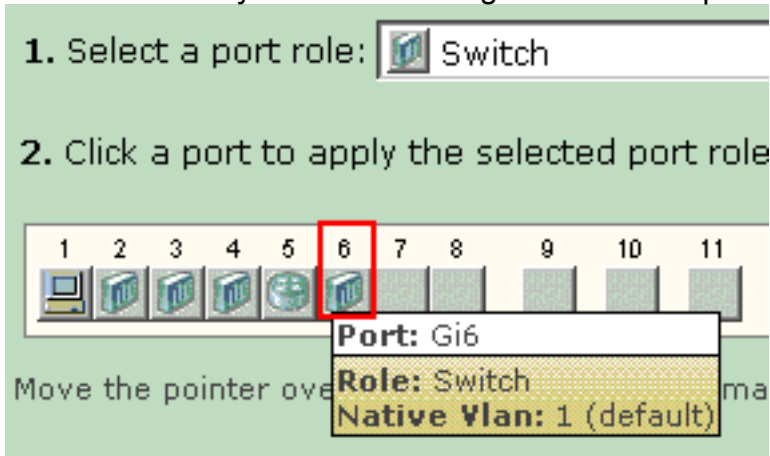 1. Select a port role: Switch
2. Click a port to apply the selected port role
1 2 3 4 5 6 7 8 9 10 11
Port: Gi6
Role: Switch
Native Vlan: 1 (default)
Move the pointer ove